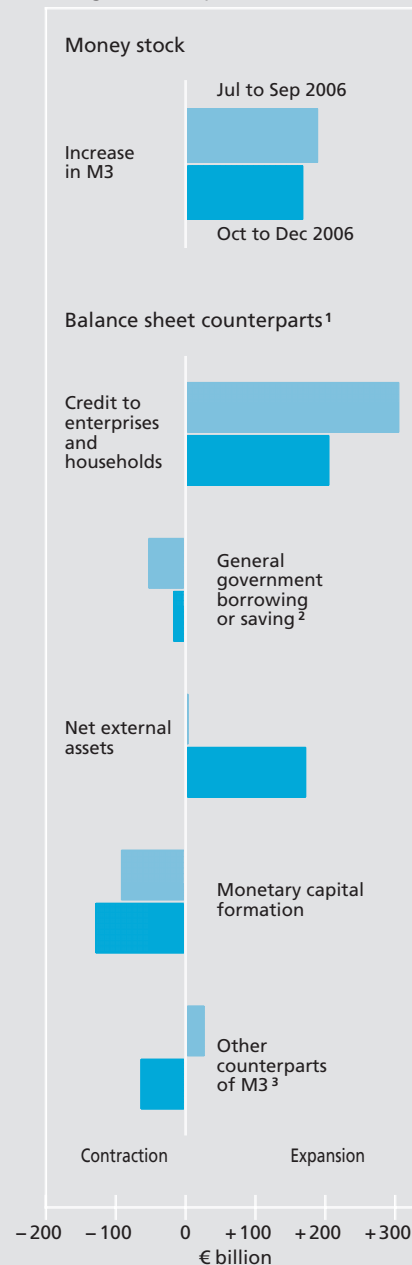 Money stock
Jul to Sep 2006
Increase
in M3
Oct to Dec 2006
Balance sheet counterparts¹
Credit to
enterprises
and
households
General
government
borrowing
or saving²
Net external
assets
Monetary capital
formation
Other
counterparts
of M3³
Contraction Expansion
−200 −100 0 +100 +200 +300
€ billion